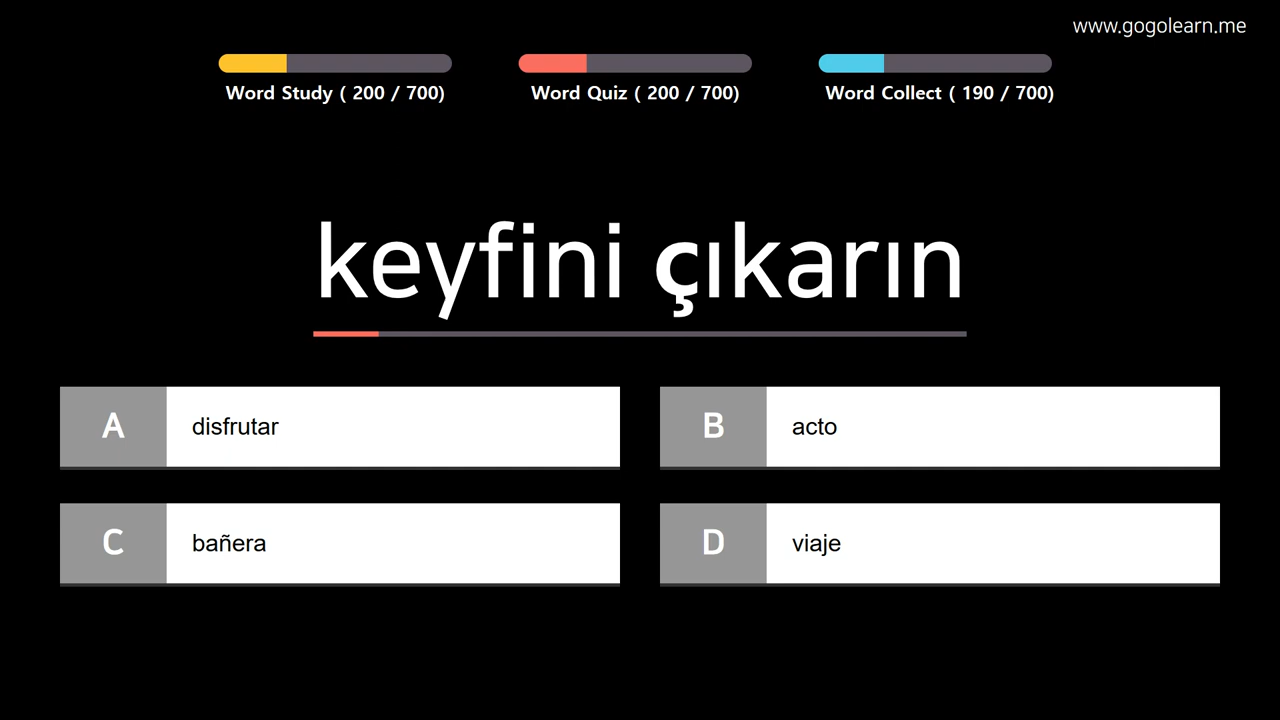 www.gogolearn.me
Word Study ( 200 / 700)
Word Quiz ( 200 / 700)
Word Collect ( 190 / 700)
keyfini çıkarın
A disfrutar
B acto
C bañera
D viaje